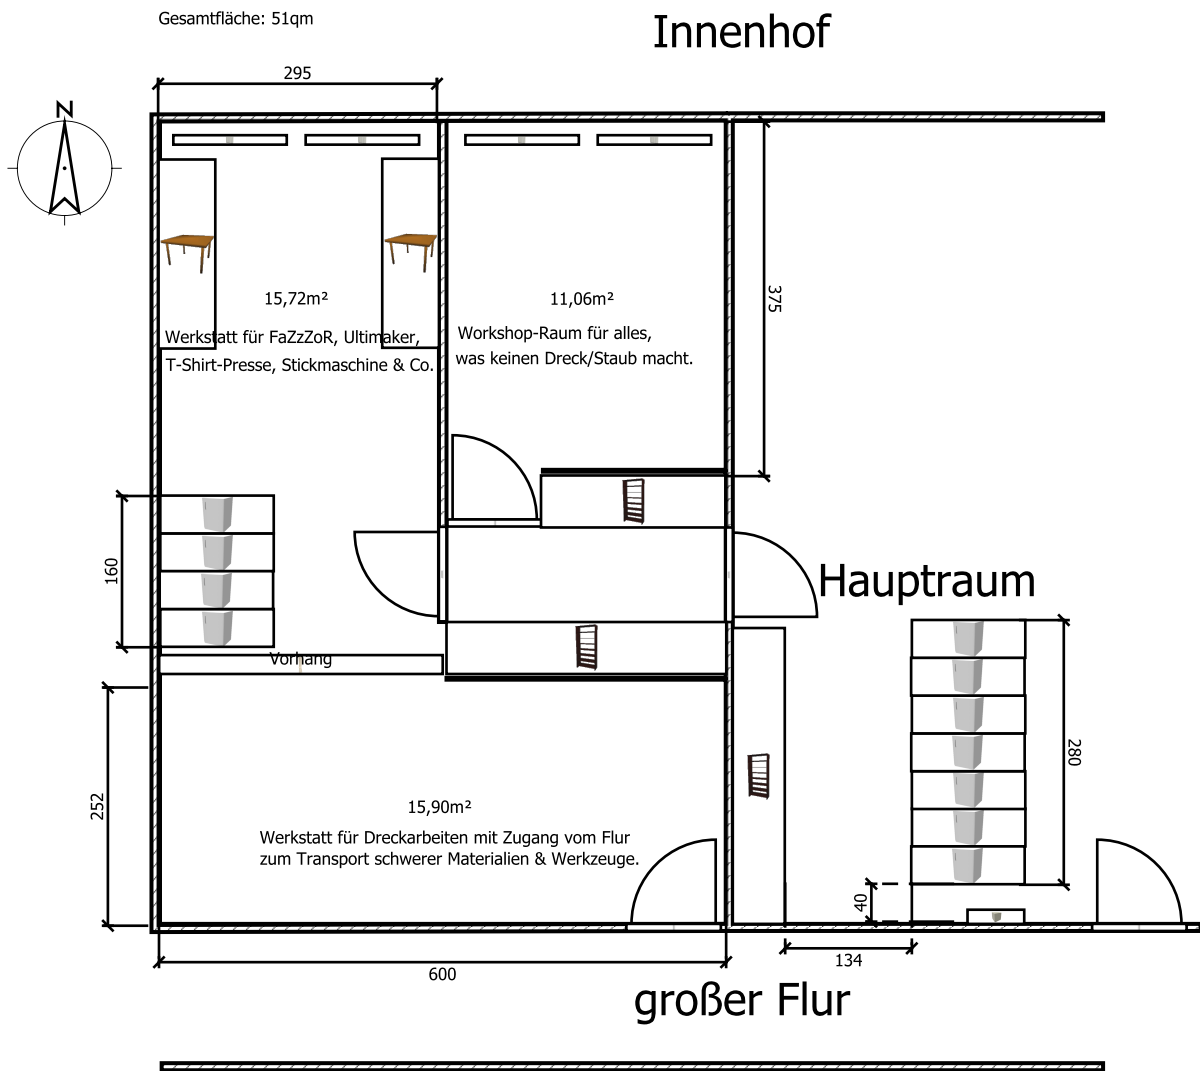 Gesamtfläche: 51qm
Innenhof
295
N
375
15,72m²
11,06m²
Werkstatt für FaZzZoR, Ultimaker,
T-Shirt-Presse, Stickmaschine & Co.
Workshop-Raum für alles,
was keinen Dreck/Staub macht.
160
Hauptraum
Vorhang
280
252
15,90m²
Werkstatt für Dreckarbeiten mit Zugang vom Flur
zum Transport schwerer Materialien & Werkzeuge.
40
134
600
großer Flur